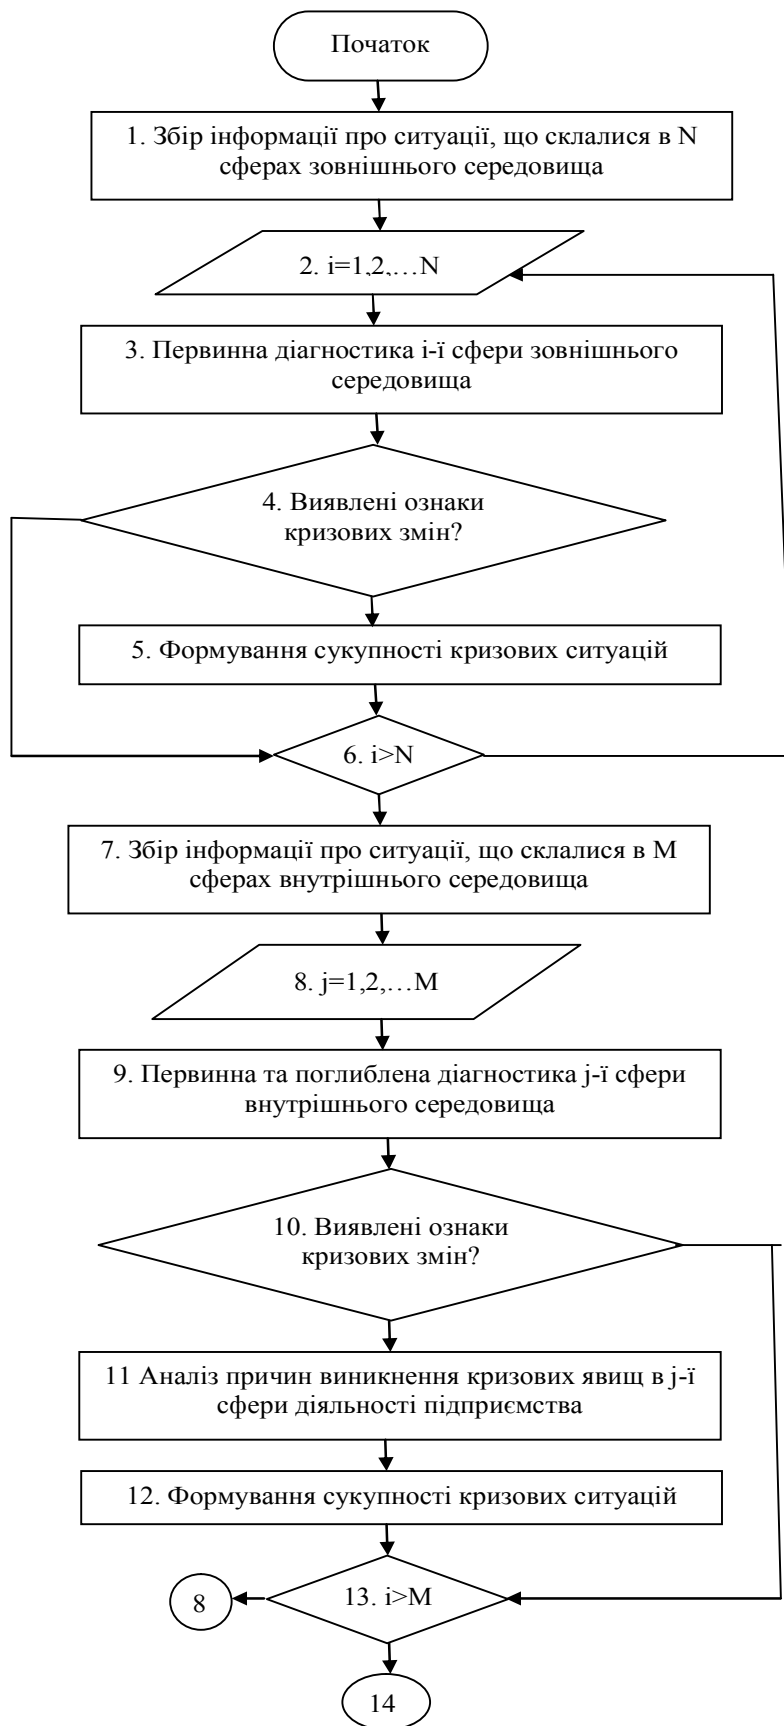 Початок
1. Збір інформації про ситуації, що склалися в N
сферах зовнішнього середовища
2. i=1,2,…N
3. Первинна діагностика i-ї сфери зовнішнього
середовища
4. Виявлені ознаки
кризових змін?
5. Формування сукупності кризових ситуацій
6. i>N
7. Збір інформації про ситуації, що склалися в M
сферах внутрішнього середовища
8. j=1,2,…M
9. Первинна та поглиблена діагностика j-ї сфери
внутрішнього середовища
10. Виявлені ознаки
кризових змін?
11 Аналіз причин виникнення кризових явищ в j-ї
сфери діяльності підприємства
12. Формування сукупності кризових ситуацій
13. i>M
8
14